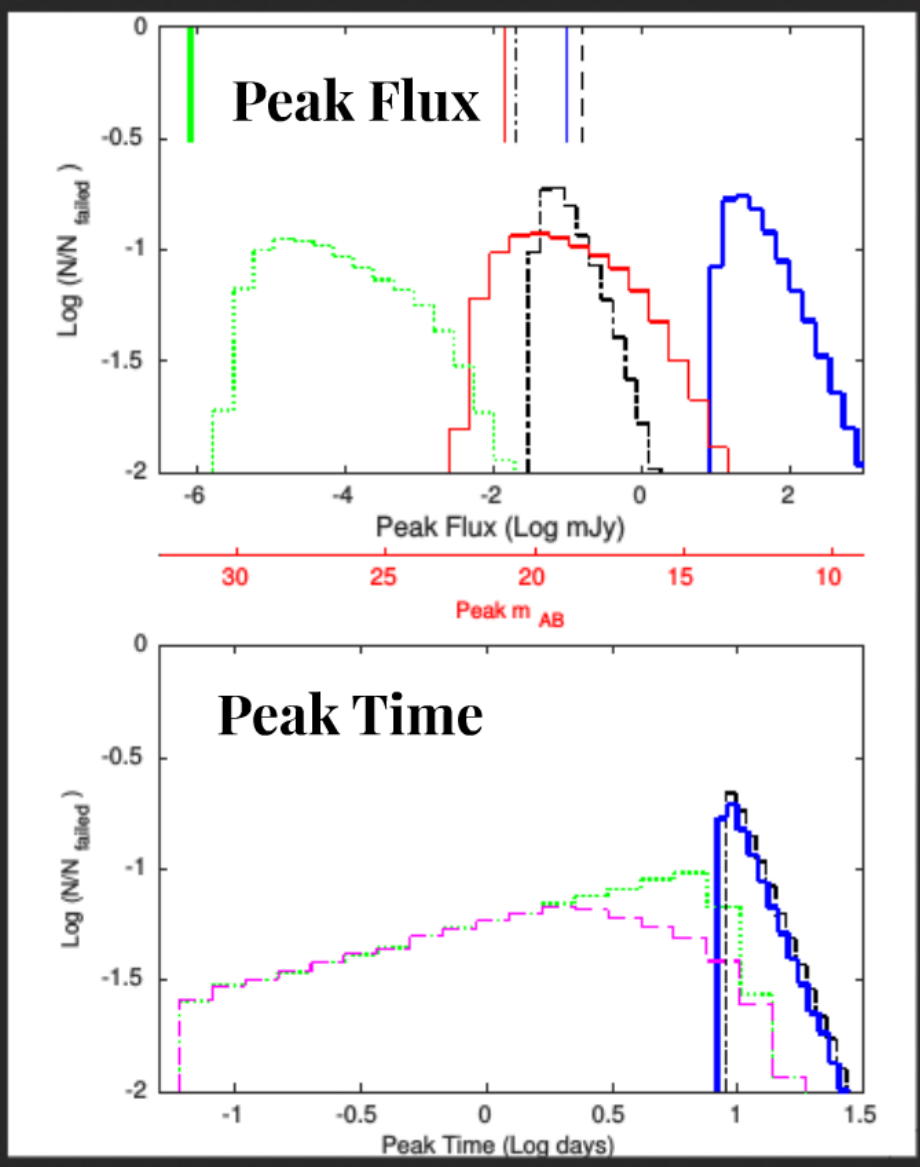 0
Peak Flux
-0.5
Log (N/N failed )
-1
-1.5
-2
-6 -4 -2 0 2
Peak Flux (Log mJy)
30 25 20 15 10
Peak m AB
0
Peak Time
-0.5
Log (N/N failed )
-1
-1.5
-2
-1 -0.5 0 0.5 1 1.5
Peak Time (Log days)